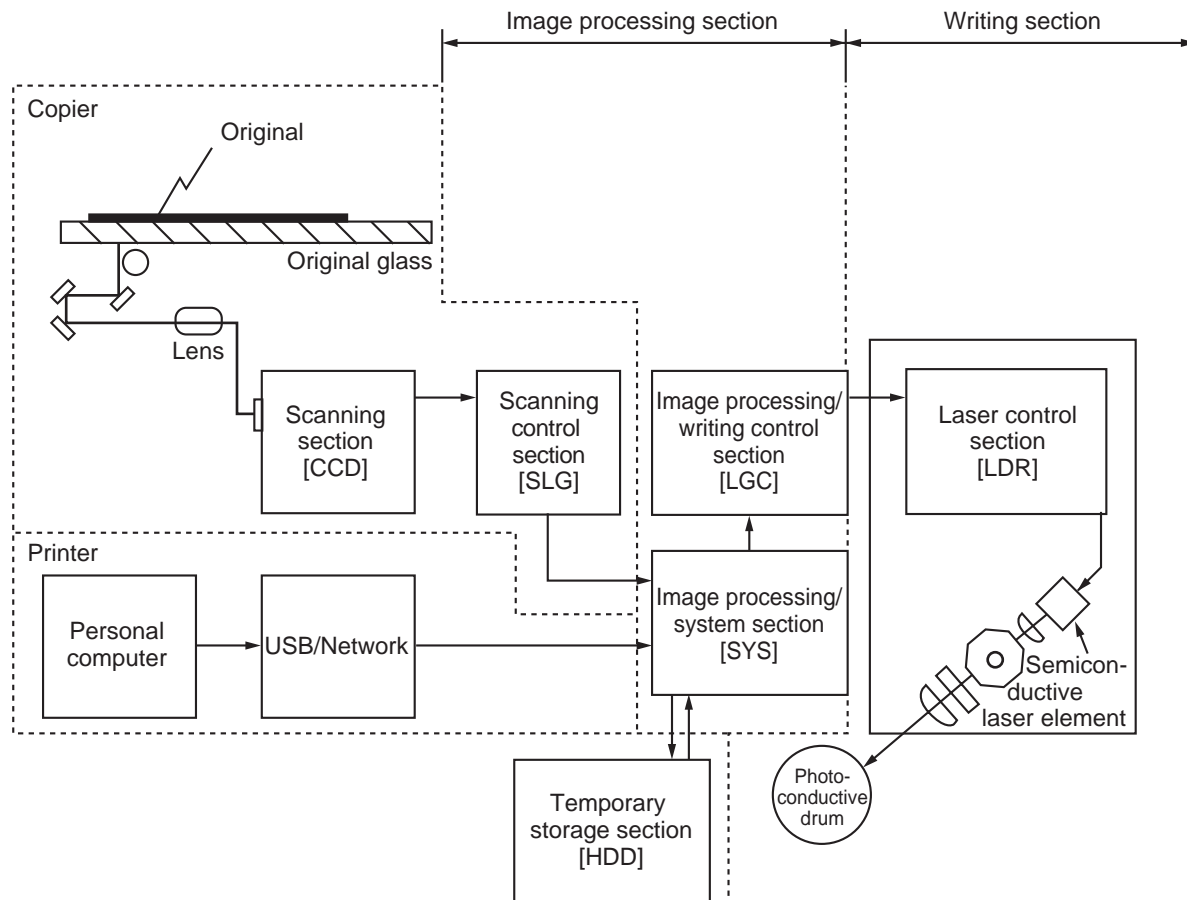 Image processing section
Writing section
Copier
Original
Original glass
Lens
Scanning
section
[CCD]
Scanning
control
section
[SLG]
Image processing/
writing control
section
[LGC]
Laser control
section
[LDR]
Printer
Personal
computer
USB/Network
Image processing/
system section
[SYS]
Semicon-
ductive
laser element
Photo-
conductive
drum
Temporary
storage section
[HDD]